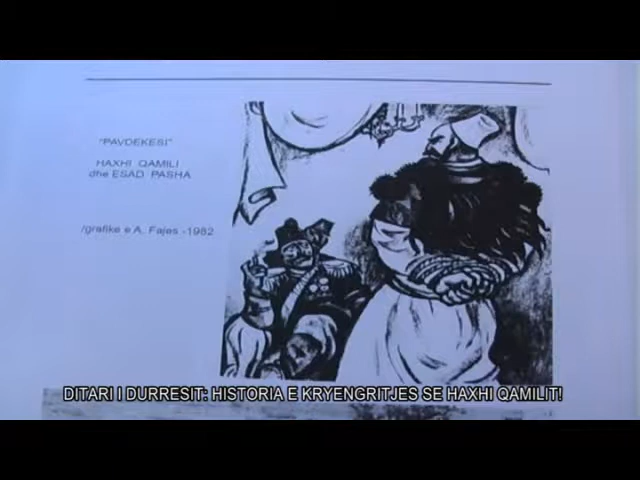 "PAVDEKESI"
HAXHI QAMILI
dhe ESAD PASHA
/grafike e A. Fajes -1982
DITARI I DURRESIT: HISTORIA E KRYENGRITJES SE HAXHI QAMILIT!